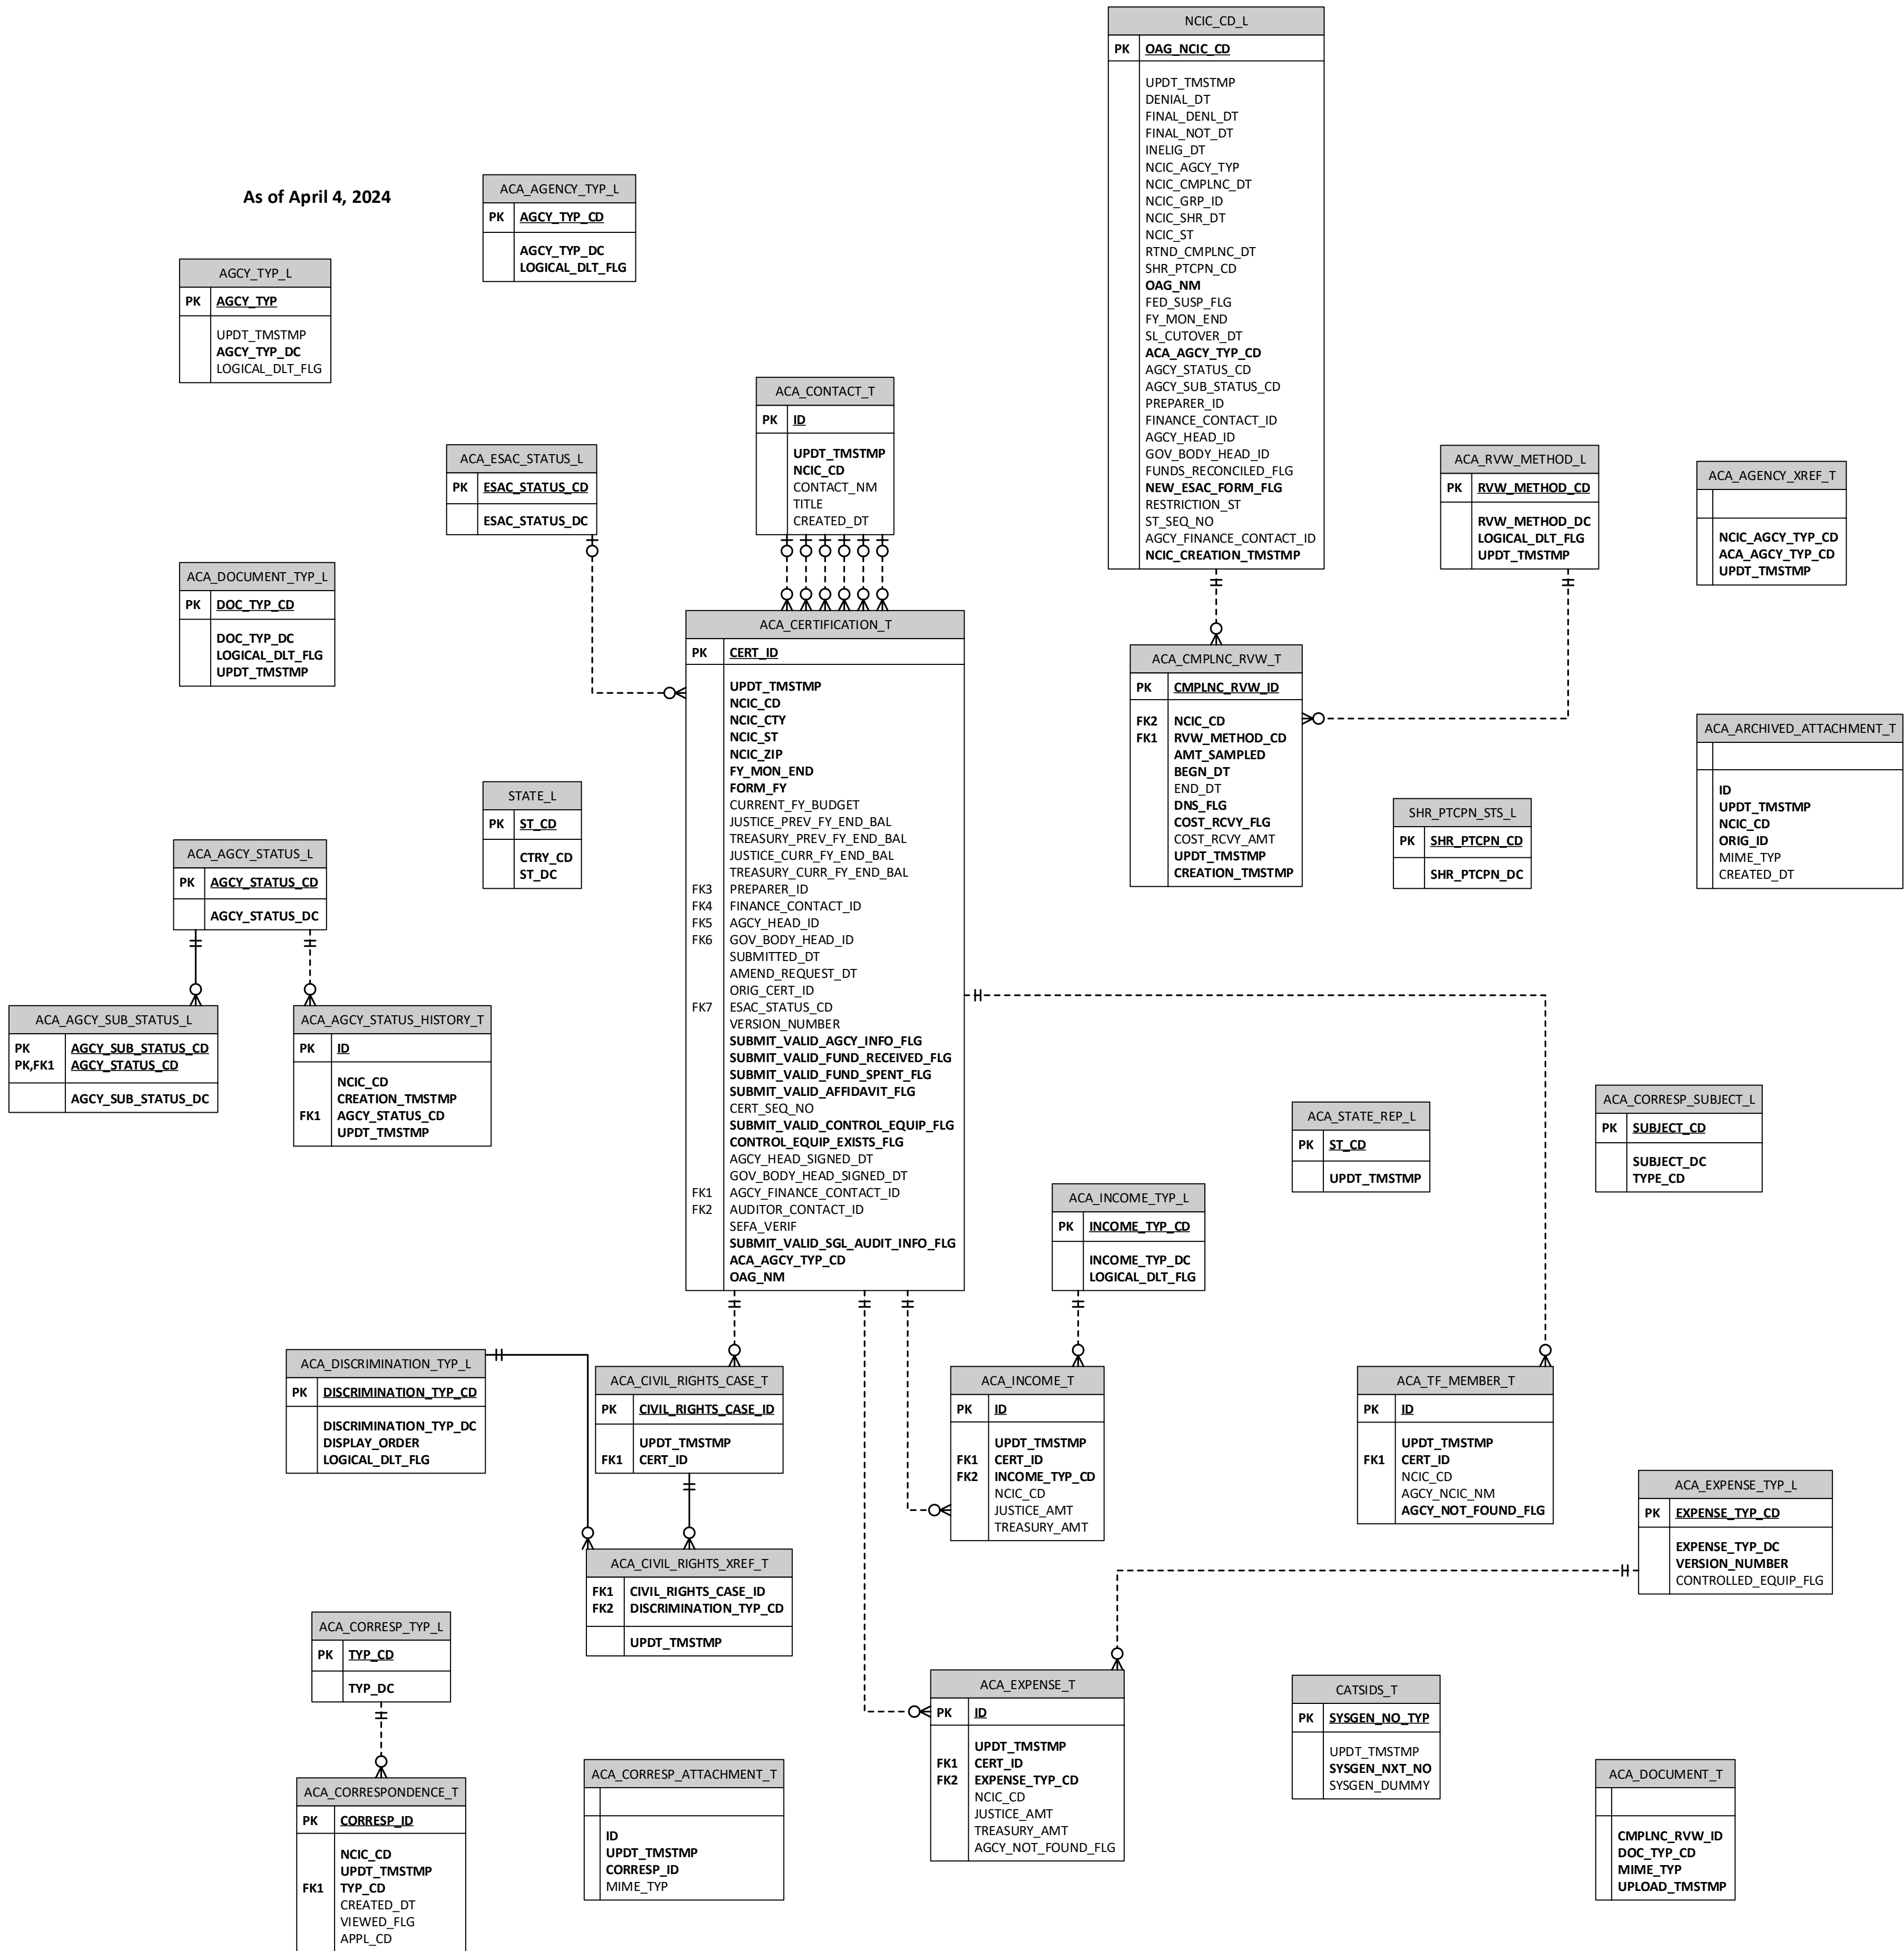 NCIC_CD_L
PK OAG_NCIC_CD
UPDT_TMSTMP
DENIAL_DT
FINAL_DENL_DT
FINAL_NOT_DT
INELIG_DT
NCIC_AGCY_TYP
NCIC_CMPLNC_DT
NCIC_GRP_ID
NCIC_SHR_DT
NCIC_ST
RTND_CMPLNC_DT
SHR_PTCPN_CD
OAG_NM
FED_SUSP_FLG
FY_MON_END
SL_CUTOVER_DT
ACA_AGCY_TYP_CD
AGCY_STATUS_CD
AGCY_SUB_STATUS_CD
PREPARER_ID
FINANCE_CONTACT_ID
AGCY_HEAD_ID
GOV_BODY_HEAD_ID
FUNDS_RECONCILED_FLG
NEW_ESAC_FORM_FLG
RESTRICTION_ST
ST_SEQ_NO
AGCY_FINANCE_CONTACT_ID
NCIC_CREATION_TMSTMP
As of April 4, 2024
ACA_AGENCY_TYP_L
PK AGCY_TYP_CD
AGCY_TYP_DC
LOGICAL_DLT_FLG
AGCY_TYP_L
PK AGCY_TYP
UPDT_TMSTMP
AGCY_TYP_DC
LOGICAL_DLT_FLG
ACA_CONTACT_T
PK ID
UPDT_TMSTMP
NCIC_CD
CONTACT_NM
TITLE
CREATED_DT
ACA_ESAC_STATUS_L
PK ESAC_STATUS_CD
ESAC_STATUS_DC
ACA_RVW_METHOD_L
PK RVW_METHOD_CD
RVW_METHOD_DC
LOGICAL_DLT_FLG
UPDT_TMSTMP
ACA_AGENCY_XREF_T
NCIC_AGCY_TYP_CD
ACA_AGCY_TYP_CD
UPDT_TMSTMP
ACA_DOCUMENT_TYP_L
PK DOC_TYP_CD
DOC_TYP_DC
LOGICAL_DLT_FLG
UPDT_TMSTMP
ACA_CERTIFICATION_T
PK CERT_ID
UPDT_TMSTMP
NCIC_CD
NCIC_CTY
NCIC_ST
NCIC_ZIP
FY_MON_END
FORM_FY
CURRENT_FY_BUDGET
JUSTICE_PREV_FY_END_BAL
TREASURY_PREV_FY_END_BAL
JUSTICE_CURR_FY_END_BAL
TREASURY_CURR_FY_END_BAL
FK3 PREPARER_ID
FK4 FINANCE_CONTACT_ID
FK5 AGCY_HEAD_ID
FK6 GOV_BODY_HEAD_ID
SUBMITTED_DT
AMEND_REQUEST_DT
ORIG_CERT_ID
FK7 ESAC_STATUS_CD
VERSION_NUMBER
SUBMIT_VALID_AGCY_INFO_FLG
SUBMIT_VALID_FUND_RECEIVED_FLG
SUBMIT_VALID_FUND_SPENT_FLG
SUBMIT_VALID_AFFIDAVIT_FLG
CERT_SEQ_NO
SUBMIT_VALID_CONTROL_EQUIP_FLG
CONTROL_EQUIP_EXISTS_FLG
AGCY_HEAD_SIGNED_DT
GOV_BODY_HEAD_SIGNED_DT
FK1 AGCY_FINANCE_CONTACT_ID
FK2 AUDITOR_CONTACT_ID
SEFA_VERIF
SUBMIT_VALID_SGL_AUDIT_INFO_FLG
ACA_AGCY_TYP_CD
OAG_NM
ACA_CMPLNC_RVW_T
PK CMPLNC_RVW_ID
FK2 NCIC_CD
FK1 RVW_METHOD_CD
AMT_SAMPLED
BEGN_DT
END_DT
DNS_FLG
COST_RCVY_FLG
COST_RCVY_AMT
UPDT_TMSTMP
CREATION_TMSTMP
ACA_ARCHIVED_ATTACHMENT_T
ID
UPDT_TMSTMP
NCIC_CD
ORIG_ID
MIME_TYP
CREATED_DT
STATE_L
PK ST_CD
CTRY_CD
ST_DC
SHR_PTCPN_STS_L
PK SHR_PTCPN_CD
SHR_PTCPN_DC
ACA_AGCY_STATUS_L
PK AGCY_STATUS_CD
AGCY_STATUS_DC
ACA_AGCY_SUB_STATUS_L
PK AGCY_SUB_STATUS_CD
PK,FK1 AGCY_STATUS_CD
AGCY_SUB_STATUS_DC
ACA_AGCY_STATUS_HISTORY_T
PK ID
NCIC_CD
CREATION_TMSTMP
FK1 AGCY_STATUS_CD
UPDT_TMSTMP
ACA_STATE_REP_L
PK ST_CD
UPDT_TMSTMP
ACA_CORRESP_SUBJECT_L
PK SUBJECT_CD
SUBJECT_DC
TYPE_CD
ACA_INCOME_TYP_L
PK INCOME_TYP_CD
INCOME_TYP_DC
LOGICAL_DLT_FLG
ACA_DISCRIMINATION_TYP_L
PK DISCRIMINATION_TYP_CD
DISCRIMINATION_TYP_DC
DISPLAY_ORDER
LOGICAL_DLT_FLG
ACA_CIVIL_RIGHTS_CASE_T
PK CIVIL_RIGHTS_CASE_ID
UPDT_TMSTMP
FK1 CERT_ID
ACA_INCOME_T
PK ID
UPDT_TMSTMP
FK1 CERT_ID
FK2 INCOME_TYP_CD
NCIC_CD
JUSTICE_AMT
TREASURY_AMT
ACA_TF_MEMBER_T
PK ID
UPDT_TMSTMP
FK1 CERT_ID
NCIC_CD
AGCY_NCIC_NM
AGCY_NOT_FOUND_FLG
ACA_EXPENSE_TYP_L
PK EXPENSE_TYP_CD
EXPENSE_TYP_DC
VERSION_NUMBER
CONTROLLED_EQUIP_FLG
ACA_CIVIL_RIGHTS_XREF_T
FK1 CIVIL_RIGHTS_CASE_ID
FK2 DISCRIMINATION_TYP_CD
UPDT_TMSTMP
ACA_CORRESP_TYP_L
PK TYP_CD
TYP_DC
ACA_EXPENSE_T
PK ID
UPDT_TMSTMP
FK1 CERT_ID
FK2 EXPENSE_TYP_CD
NCIC_CD
JUSTICE_AMT
TREASURY_AMT
AGCY_NOT_FOUND_FLG
CATSIDS_T
PK SYSGEN_NO_TYP
UPDT_TMSTMP
SYSGEN_NXT_NO
SYSGEN_DUMMY
ACA_CORRESPONDENCE_T
PK CORRESP_ID
NCIC_CD
UPDT_TMSTMP
FK1 TYP_CD
CREATED_DT
VIEWED_FLG
APPL_CD
ACA_CORRESP_ATTACHMENT_T
ID
UPDT_TMSTMP
CORRESP_ID
MIME_TYP
ACA_DOCUMENT_T
CMPLNC_RVW_ID
DOC_TYP_CD
MIME_TYP
UPLOAD_TMSTMP